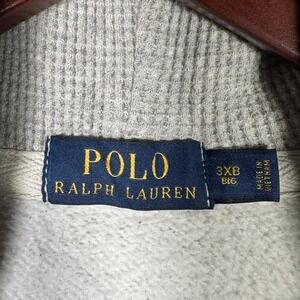 POLO
RALPH LAUREN
3XB
BIG
MADE IN
VIETNAM